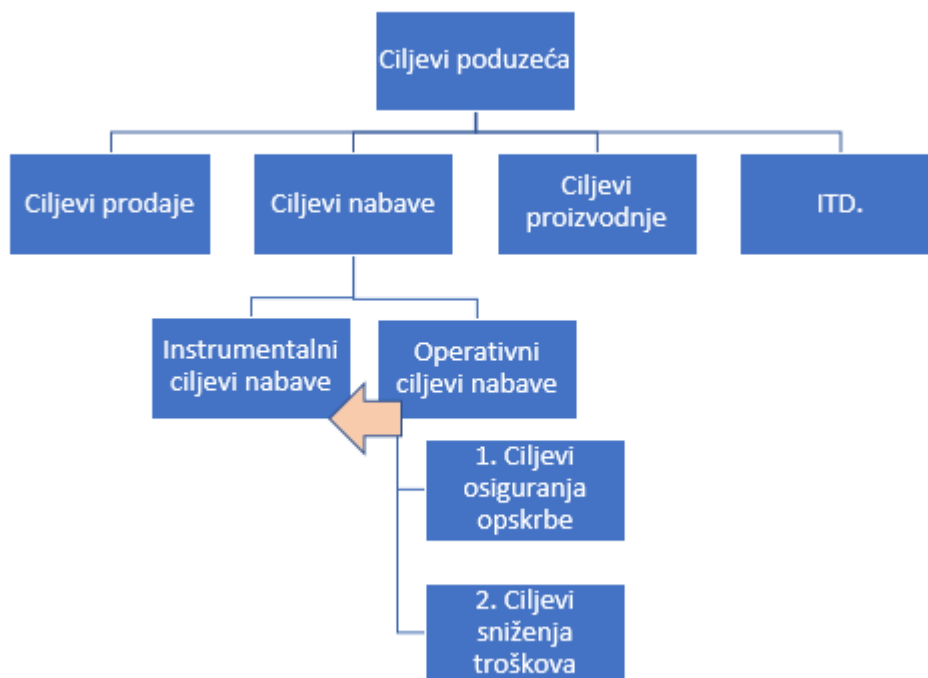 Ciljevi poduzeća
Ciljevi prodaje
Ciljevi nabave
Ciljevi
proizvodnje
ITD.
Instrumentalni
ciljevi nabave
Operativni
ciljevi nabave
1. Ciljevi
osiguranja
opskrbe
2. Ciljevi
sniženja
troškova